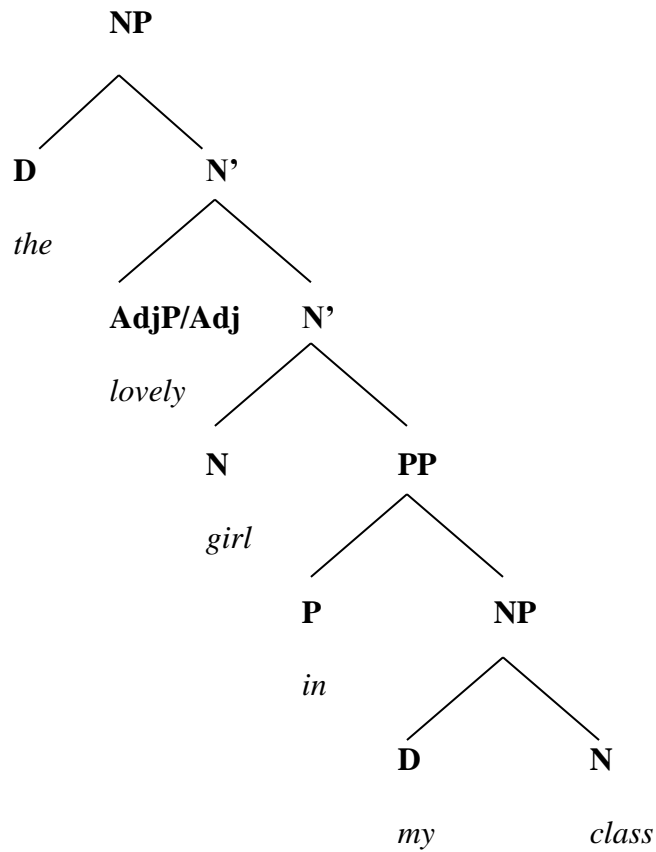 NP
D N’
the
AdjP/Adj N’
lovely
N PP
girl
P NP
in
D N
my class